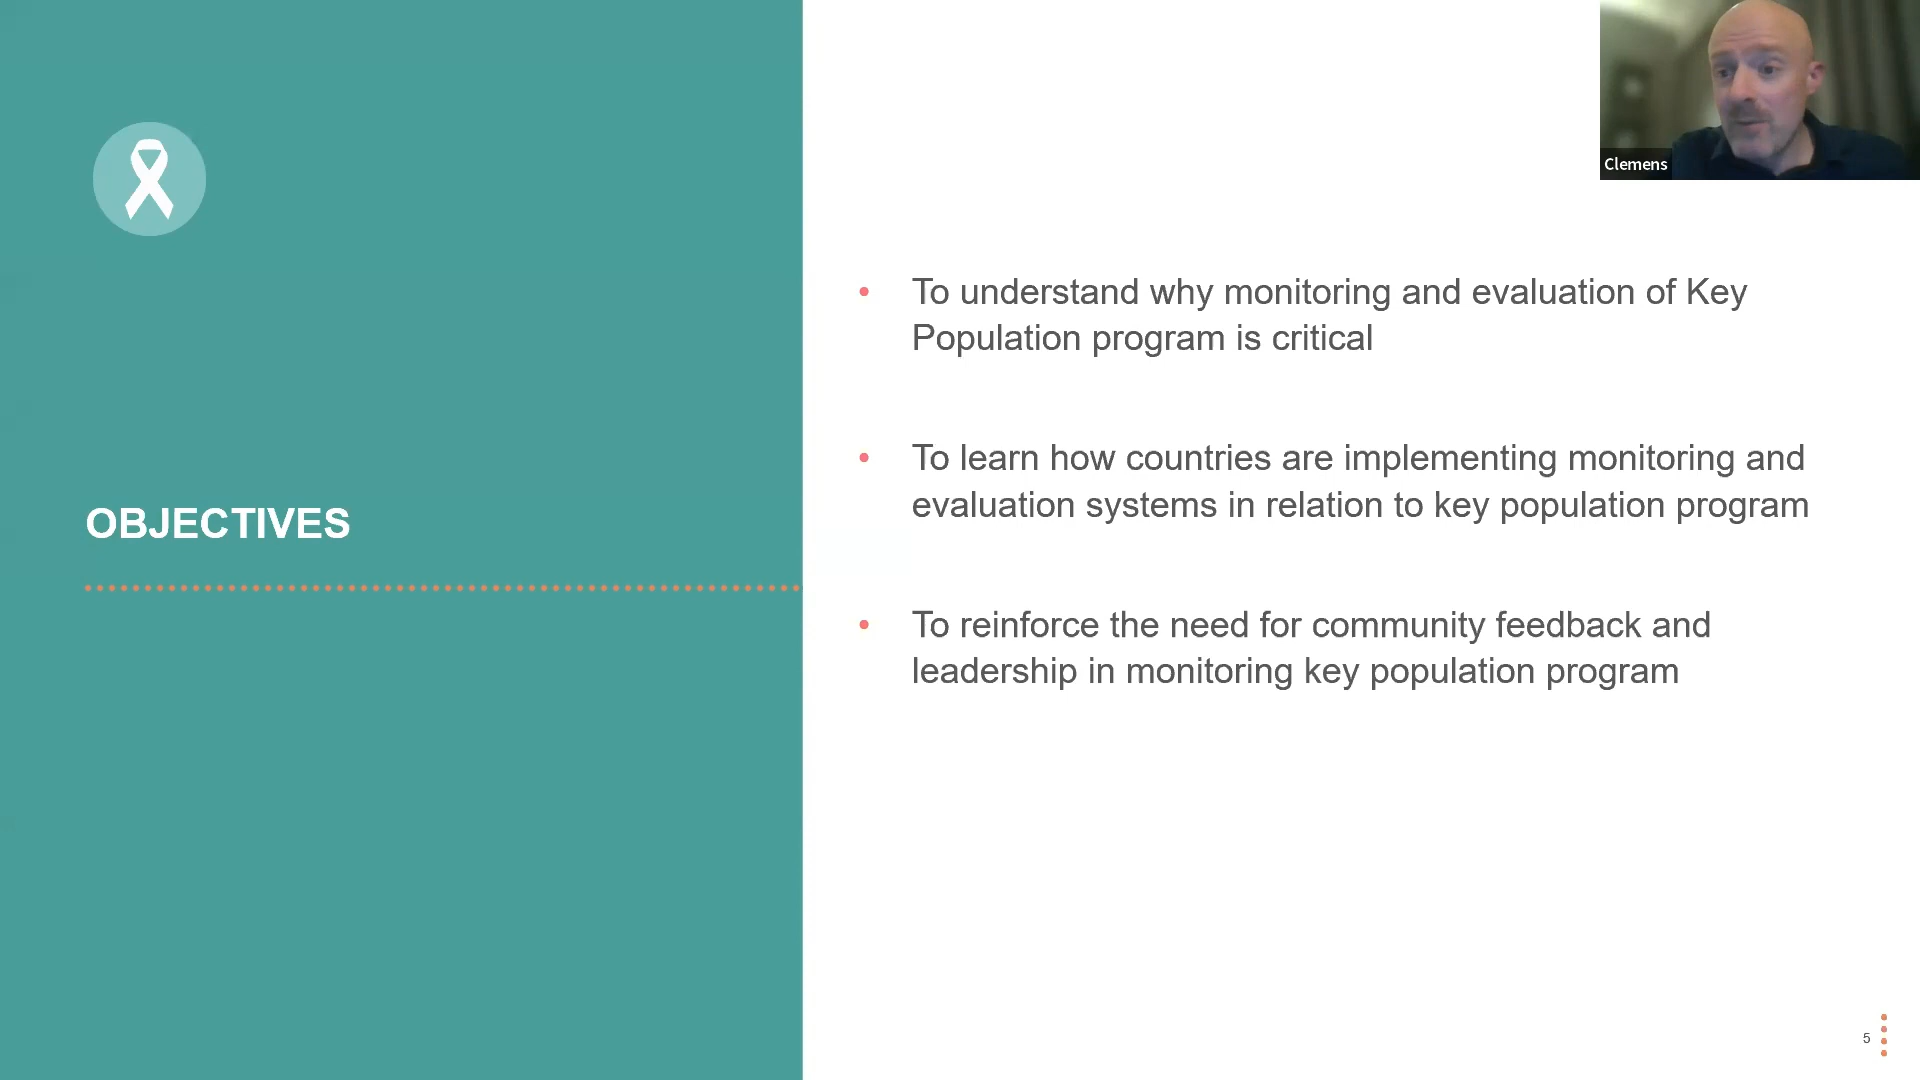 Clemens
OBJECTIVES
• To understand why monitoring and evaluation of Key
Population program is critical
• To learn how countries are implementing monitoring and
evaluation systems in relation to key population program
• To reinforce the need for community feedback and
leadership in monitoring key population program
5